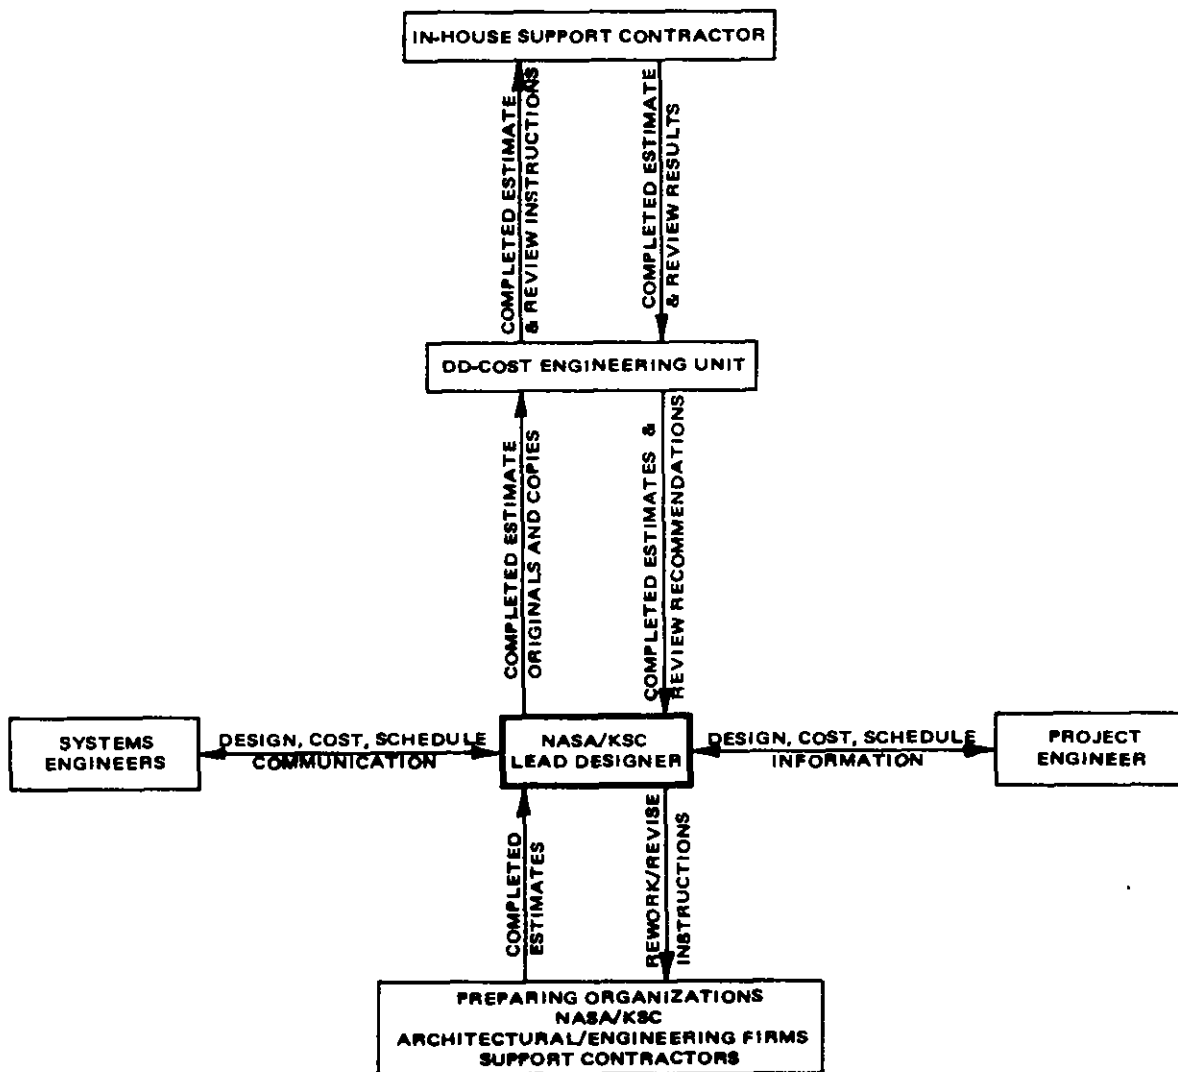 IN-HOUSE SUPPORT CONTRACTOR
COMPLETED ESTIMATE
& REVIEW INSTRUCTIONS
COMPLETED ESTIMATE
& REVIEW RESULTS
DD-COST ENGINEERING UNIT
COMPLETED ESTIMATE
ORIGINALS AND COPIES
COMPLETED ESTIMATES &
REVIEW RECOMMENDATIONS
SYSTEMS
ENGINEERS
DESIGN, COST, SCHEDULE
COMMUNICATION
NASA/KSC
LEAD DESIGNER
DESIGN, COST, SCHEDULE
INFORMATION
PROJECT
ENGINEER
COMPLETED
ESTIMATES
REWORK/REVISE
INSTRUCTIONS
PREPARING ORGANIZATIONS
NASA/KSC
ARCHITECTURAL/ENGINEERING FIRMS
SUPPORT CONTRACTORS